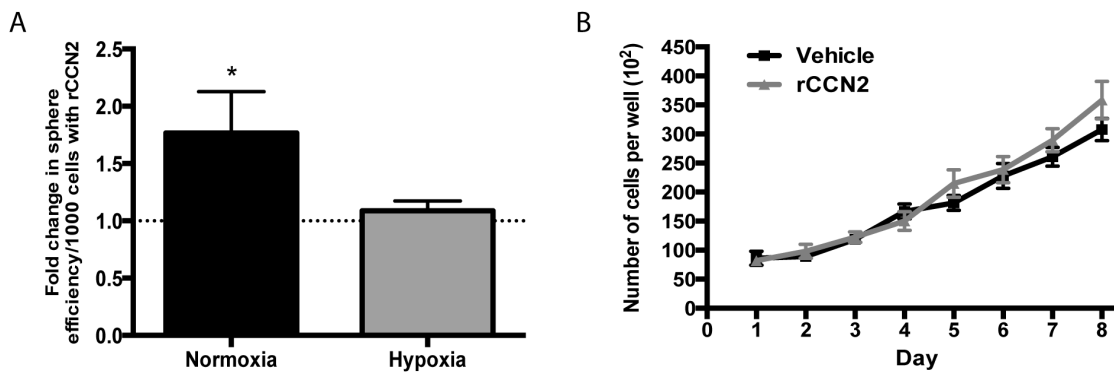 A
Fold change in sphere
efficiency/1000 cells with rCCN2
2.5
2.0
1.5
1.0
0.5
0.0
*
Normoxia
Hypoxia
B
Number of cells per well (10²)
450
400
350
300
250
200
150
100
50
0
Vehicle
rCCN2
0 1 2 3 4 5 6 7 8
Day